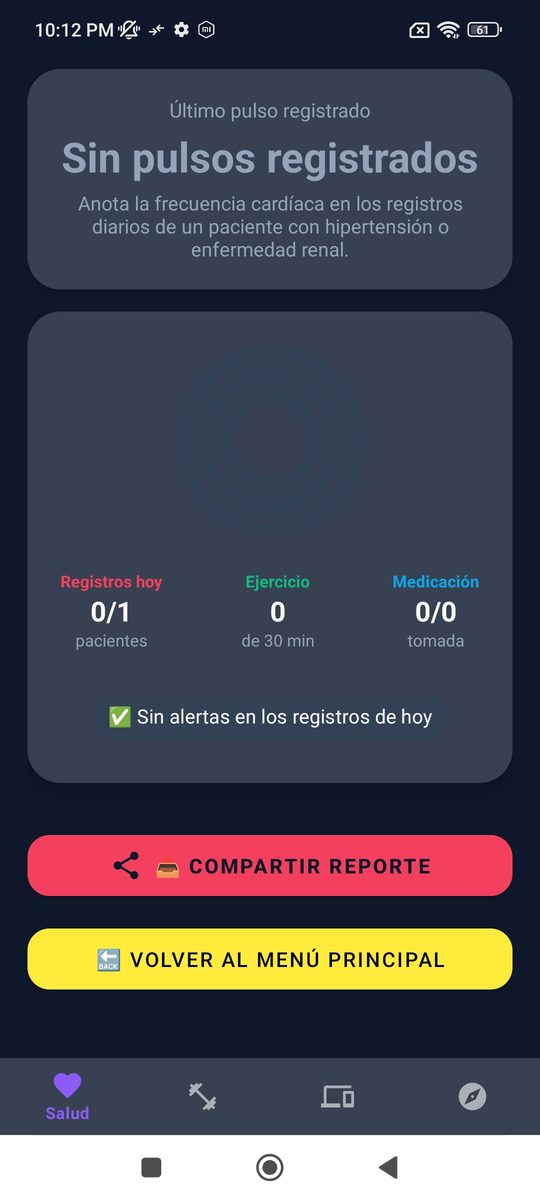 10:12 PM
61
Último pulso registrado
Sin pulsos registrados
Anota la frecuencia cardíaca en los registros
diarios de un paciente con hipertensión o
enfermedad renal.
Registros hoy
0/1
pacientes
Ejercicio
0
de 30 min
Medicación
0/0
tomada
✅ Sin alertas en los registros de hoy
📤 COMPARTIR REPORTE
🔙 VOLVER AL MENÚ PRINCIPAL
Salud